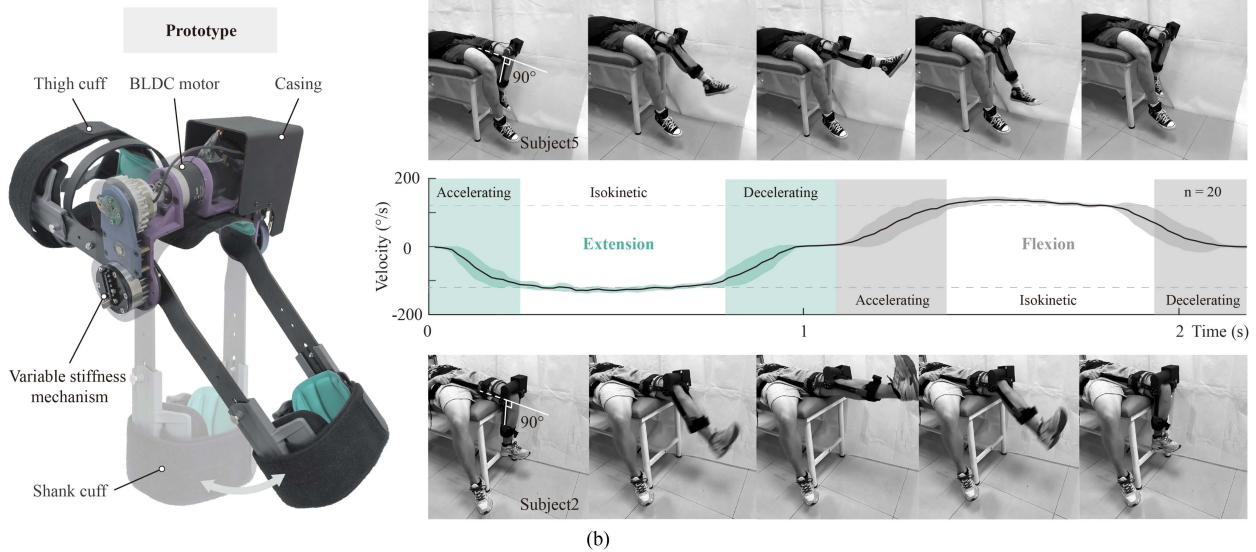 Prototype
Thigh cuff
BLDC motor
Casing
Variable stiffness
mechanism
Shank cuff
90°
Subject5
200
0
-200
Velocity (°/s)
Accelerating
Isokinetic
Decelerating
n = 20
Extension
Flexion
Accelerating
Isokinetic
Decelerating
0
1
2
Time (s)
90°
Subject2
(b)